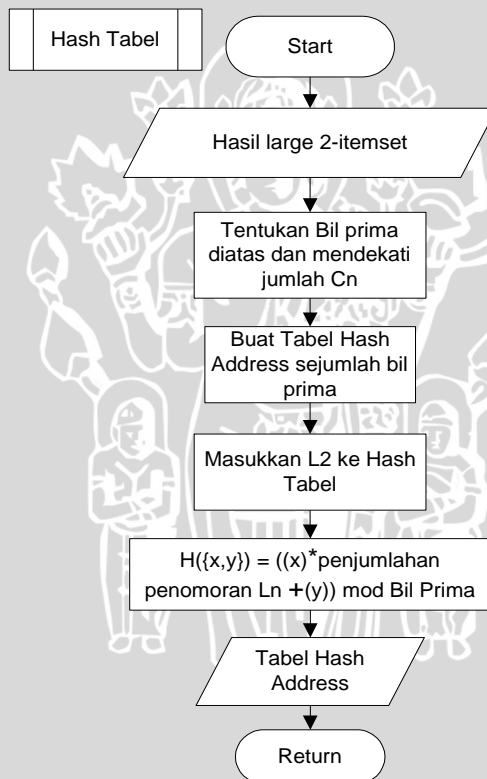 Hash Tabel
Start
Hasil large 2-itemset
Tentukan Bil prima
diatas dan mendekati
jumlah Cn
Buat Tabel Hash
Address sejumlah bil
prima
Masukkan L2 ke Hash
Tabel
H({x,y}) = ((x)*penjumlahan
penomoran Ln +(y)) mod Bil Prima
Tabel Hash
Address
Return